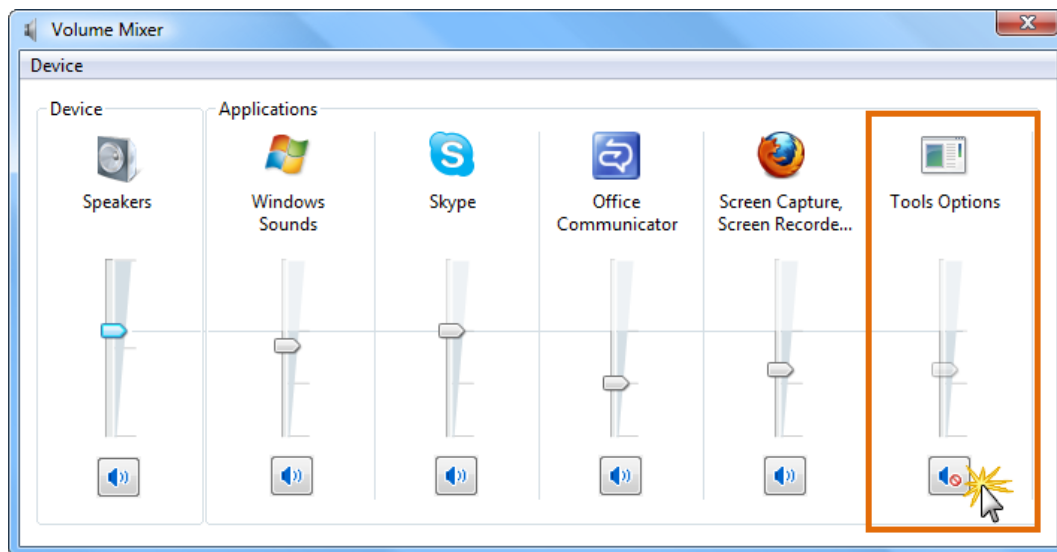 Volume Mixer
Device
Device
Applications
Speakers
Windows
Sounds
Skype
Office
Communicator
Screen Capture,
Screen Recorde...
Tools Options